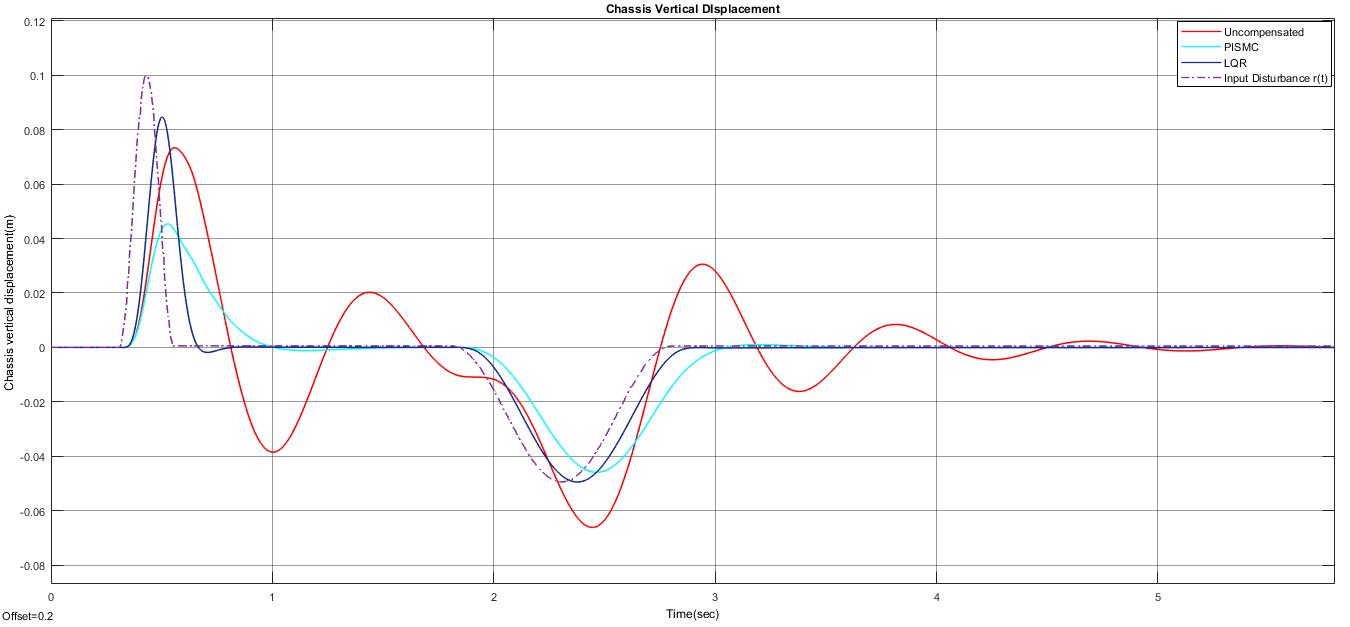 Chassis Vertical DIsplacement
Uncompensated
PISMC
LQR
Input Disturbance r(t)
Chassis vertical displacement(m)
0.12
0.1
0.08
0.06
0.04
0.02
0
-0.02
-0.04
-0.06
-0.08
0 1 2 3 4 5
Time(sec)
Offset=0.2